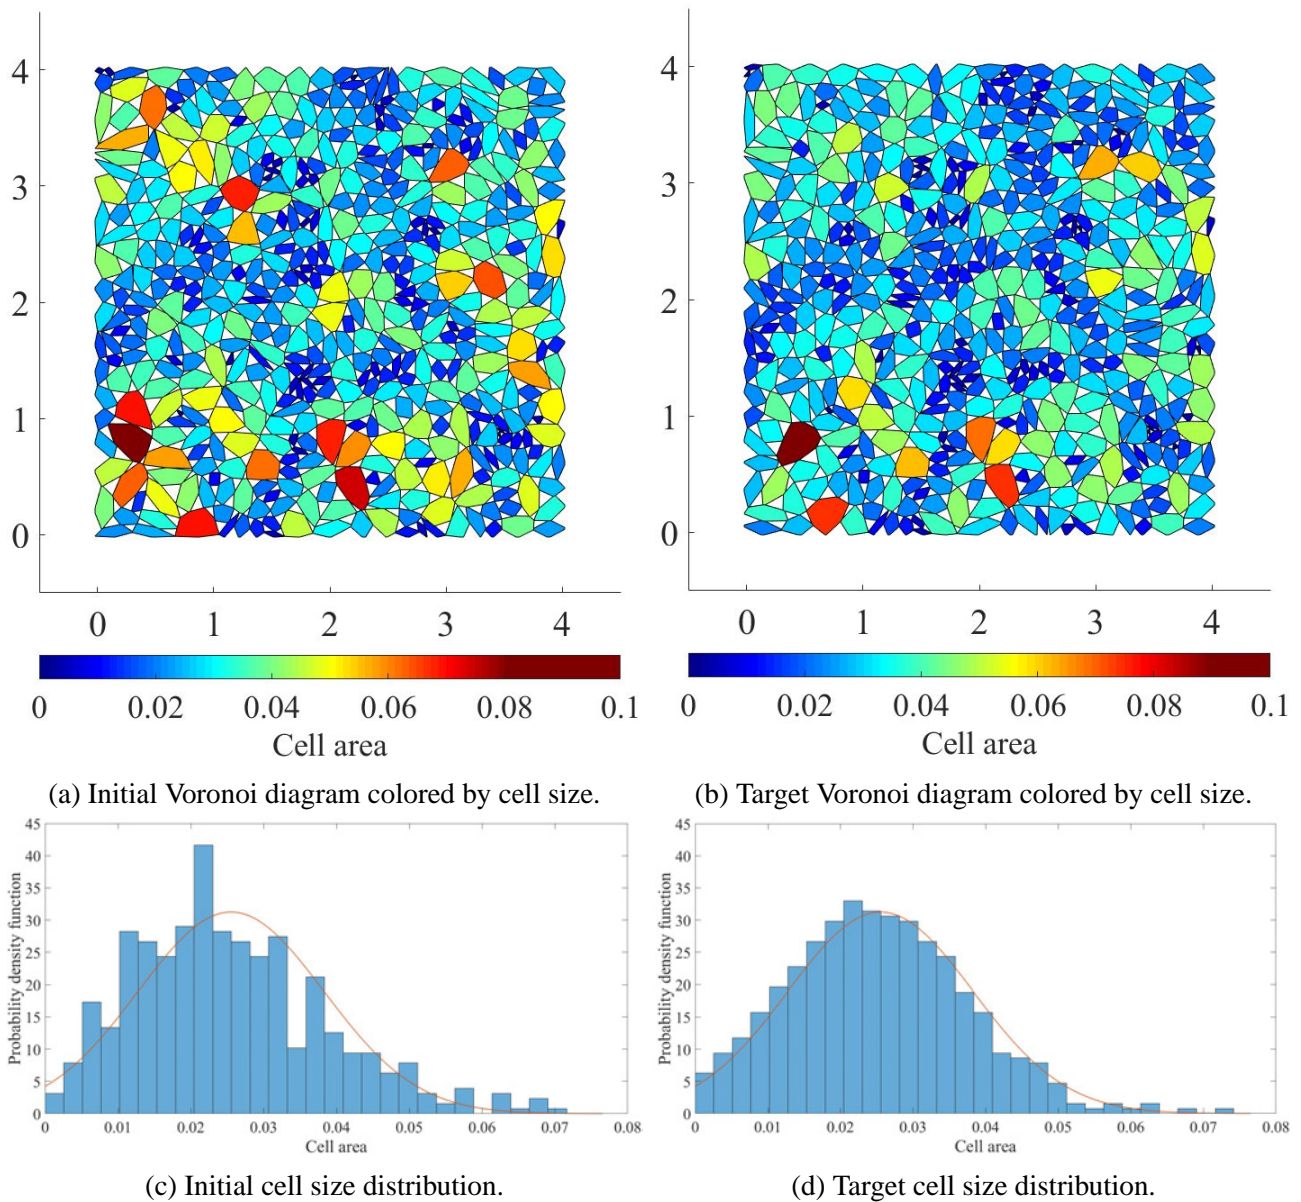 4
3
2
1
0
0 1 2 3 4
0 0.02 0.04 0.06 0.08 0.1
Cell area
(a) Initial Voronoi diagram colored by cell size.
4
3
2
1
0
0 1 2 3 4
0 0.02 0.04 0.06 0.08 0.1
Cell area
(b) Target Voronoi diagram colored by cell size.
Probability density function
45
40
35
30
25
20
15
10
5
0
0 0.01 0.02 0.03 0.04 0.05 0.06 0.07 0.08
Cell area
(c) Initial cell size distribution.
Probability density function
45
40
35
30
25
20
15
10
5
0
0 0.01 0.02 0.03 0.04 0.05 0.06 0.07 0.08
Cell area
(d) Target cell size distribution.